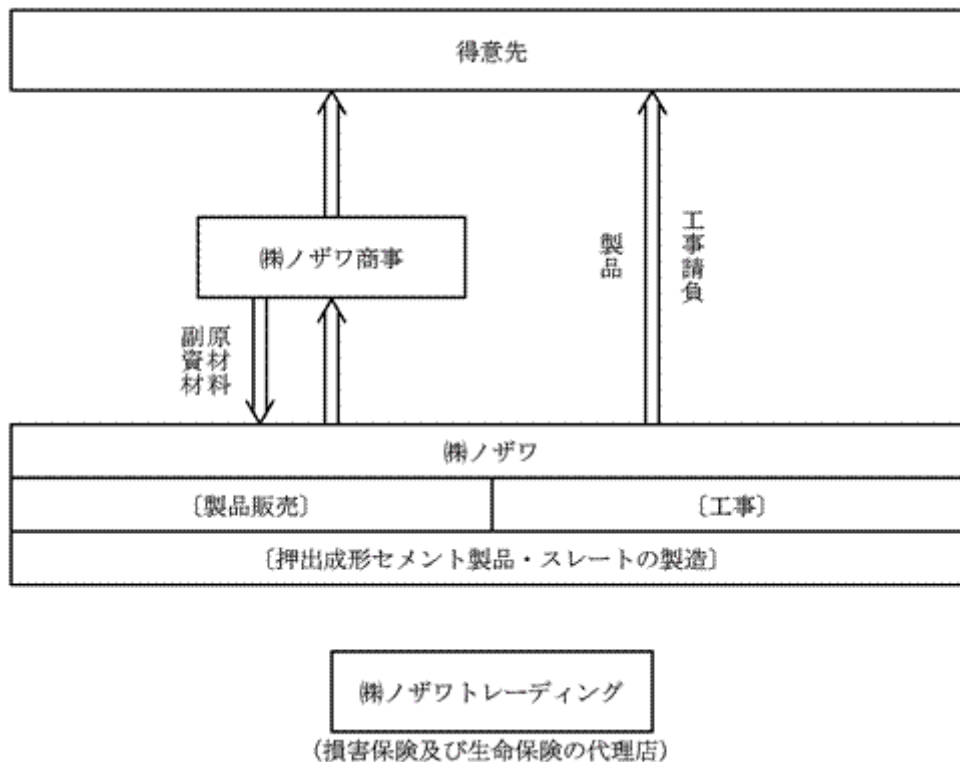 得意先
㈱ノザワ商事
製品
工事請負
原材料
副資材
㈱ノザワ
〔製品販売〕
〔工事〕
〔押出成形セメント製品・スレートの製造〕
㈱ノザワトレーディング
(損害保険及び生命保険の代理店)